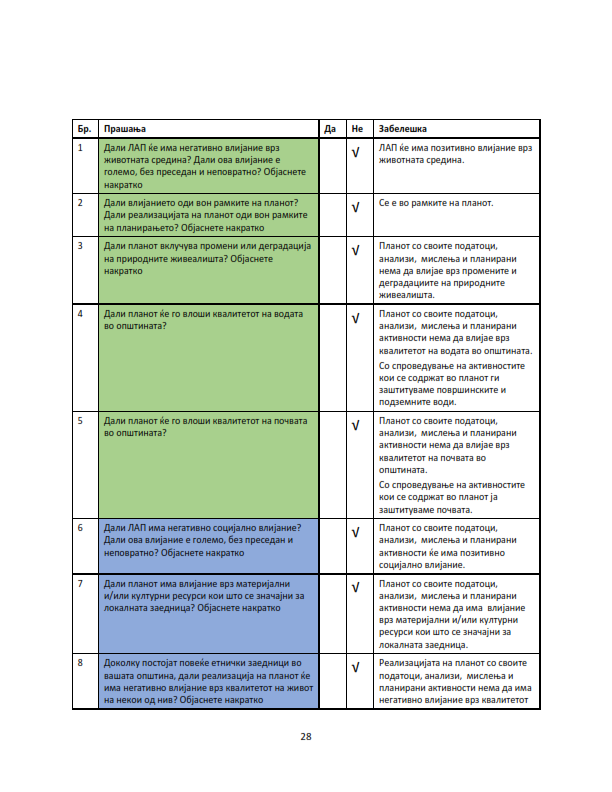 Бр. Прашања Да Не Забелешка
1 Дали ЛАП ќе има негативно влијание врз √ ЛАП ќе има позитивно влијание врз
животната средина? Дали ова влијание е животната средина.
големо, без преседан и неповратно? Објаснете
накратко
2 Дали влијанието оди вон рамките на планот? √ Се е во рамките на планот.
Дали реализацијата на планот оди вон рамките
на планирањето? Објаснете накратко
3 Дали планот вклучува промени или деградација √ Планот со своите податоци,
на природните живеалишта? Објаснете анализи, мислења и планирани
накратко нема да влијае врз промените и
деградациите на природните
живеалишта.
4 Дали планот ќе го влоши квалитетот на водата √ Планот со своите податоци,
во општината? анализи, мислења и планирани
активности нема да влијае врз
квалитетот на водата во општината.
Со спроведување на активностите
кои се содржат во планот ги
заштитуваме површинските и
подземните води.
5 Дали планот ќе го влоши квалитетот на почвата √ Планот со своите податоци,
во општината? анализи, мислења и планирани
активности нема да влијае врз
квалитетот на почвата во
општината.
Со спроведување на активностите
кои се содржат во планот ја
заштитуваме почвата.
6 Дали ЛАП има негативно социјално влијание? √ Планот со своите податоци,
Дали ова влијание е големо, без преседан и анализи, мислења и планирани
неповратно? Објаснете накратко активности ќе има позитивно
социјално влијание.
7 Дали планот има влијание врз материјални √ Планот со своите податоци,
и/или културни ресурси кои што се значајни за анализи, мислења и планирани
локалната заедница? Објаснете накратко активности нема да има влијание
врз материјални и/или културни
ресурси кои што се значајни за
локалната заедница.
8 Доколку постојат повеќе етнички заедници во √ Реализацијата на планот со своите
вашата општина, дали реализација на планот ќе податоци, анализи, мислења и
има негативно влијание врз квалитетот на живот планирани активности нема да има
на некои од нив? Објаснете накратко негативно влијание врз квалитетот
28